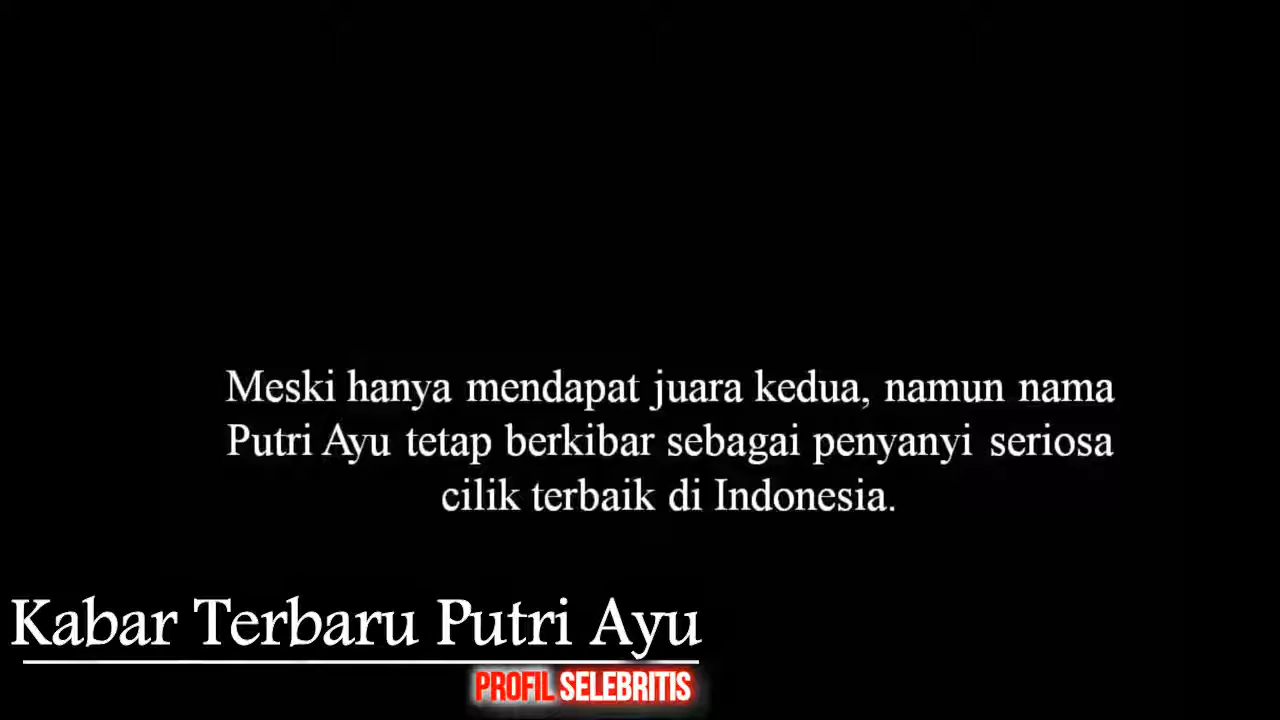 Meski hanya mendapat juara kedua, namun nama
Putri Ayu tetap berkibar sebagai penyanyi seriosa
cilik terbaik di Indonesia.
Kabar Terbaru Putri Ayu
PROFIL SELEBRITIS